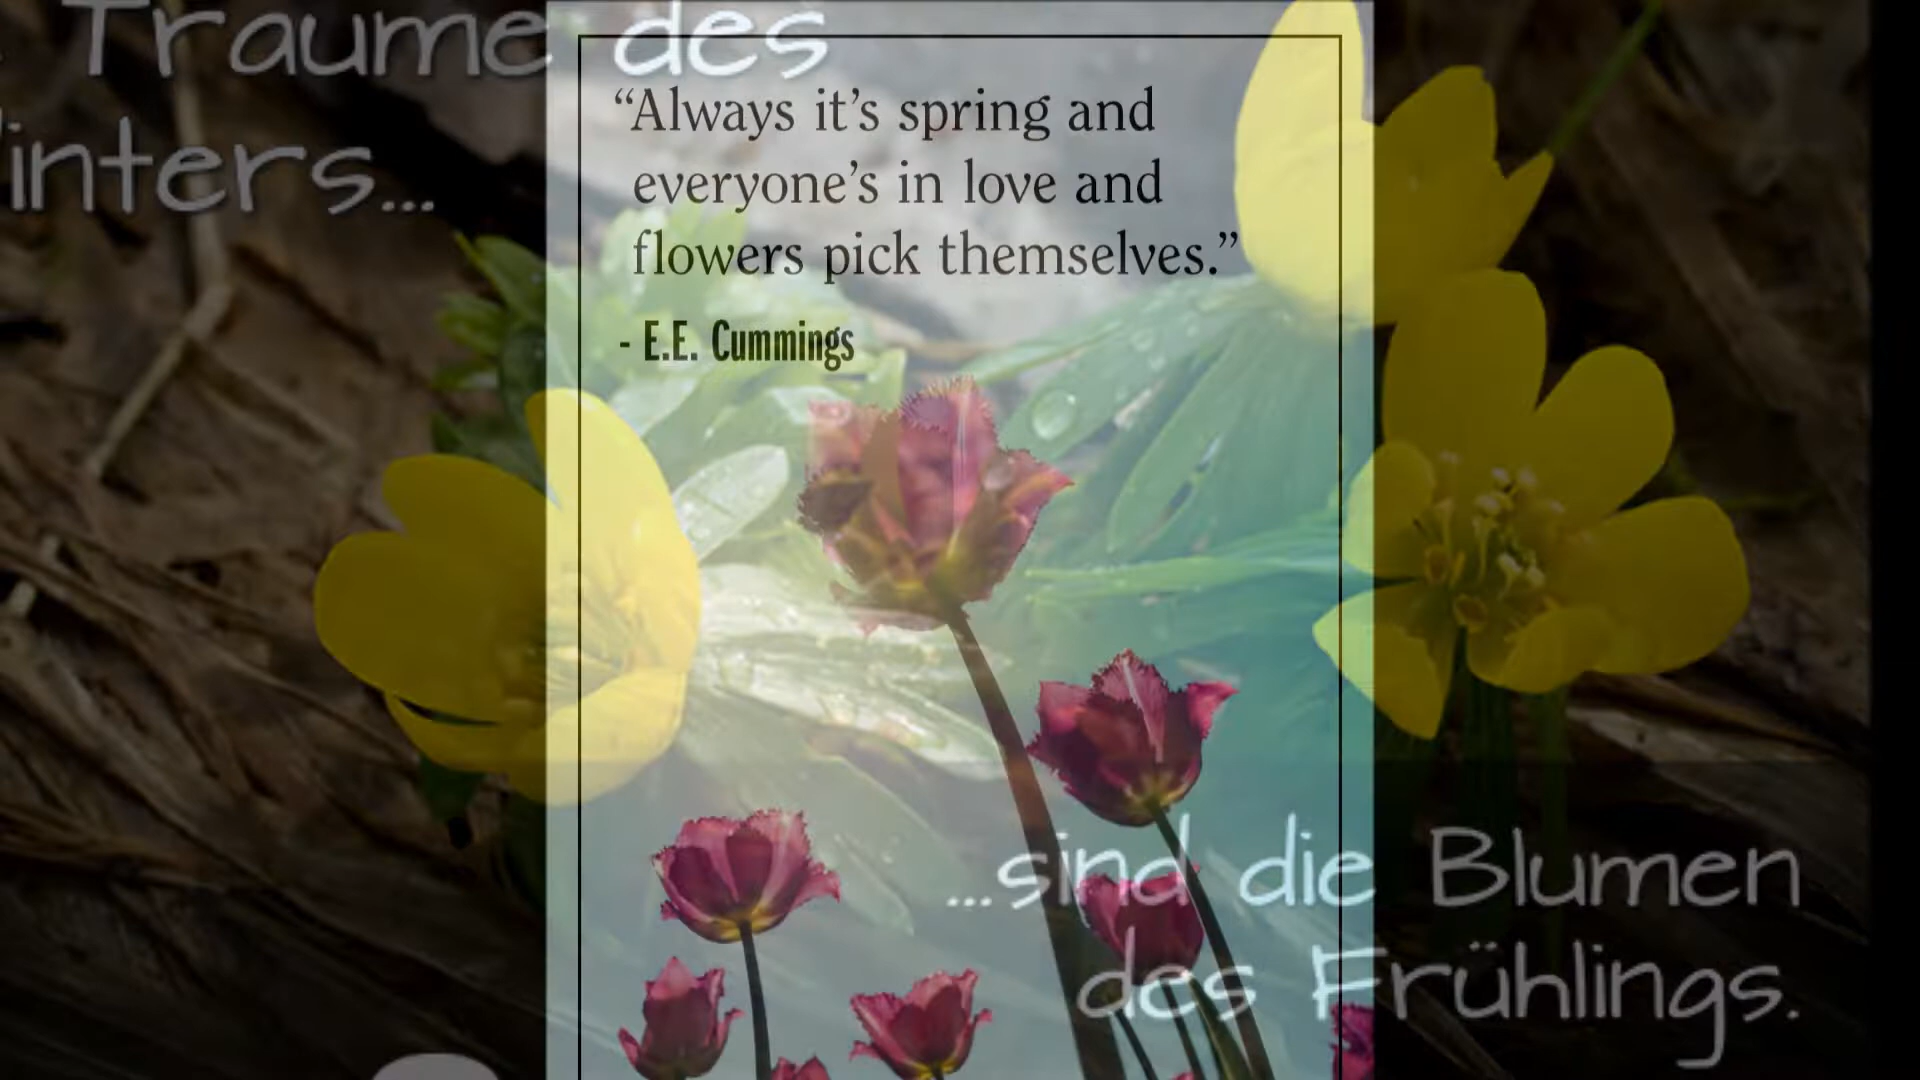 Träume des
Winters...
“Always it’s spring and
everyone’s in love and
flowers pick themselves.”
- E.E. Cummings
...sind die Blumen
des Frühlings.